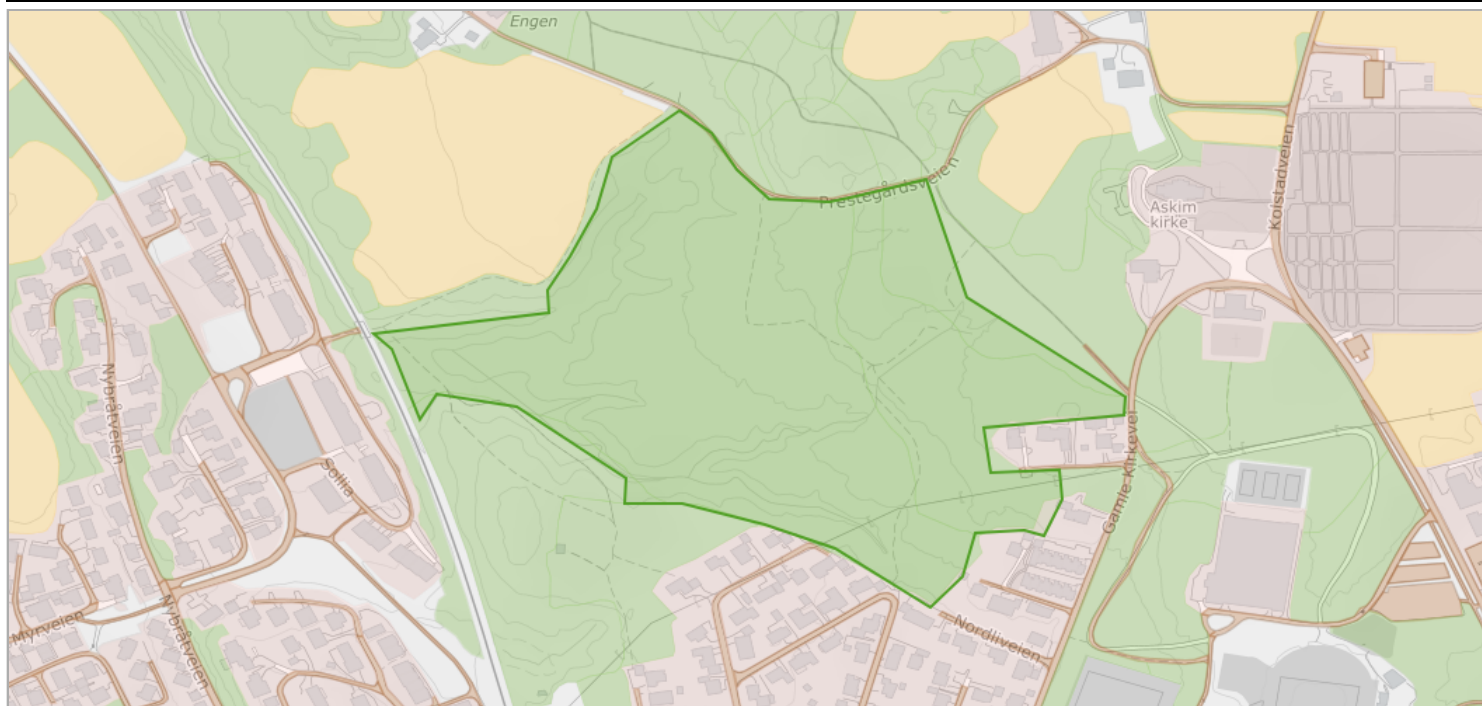 Engen
Prestegårdsveien
Kolstadveien
Askim
kirke
Nybråtveien
Sollia
Gamle Kirkevei
Myrveien
Nybråtveien
Nordliveien